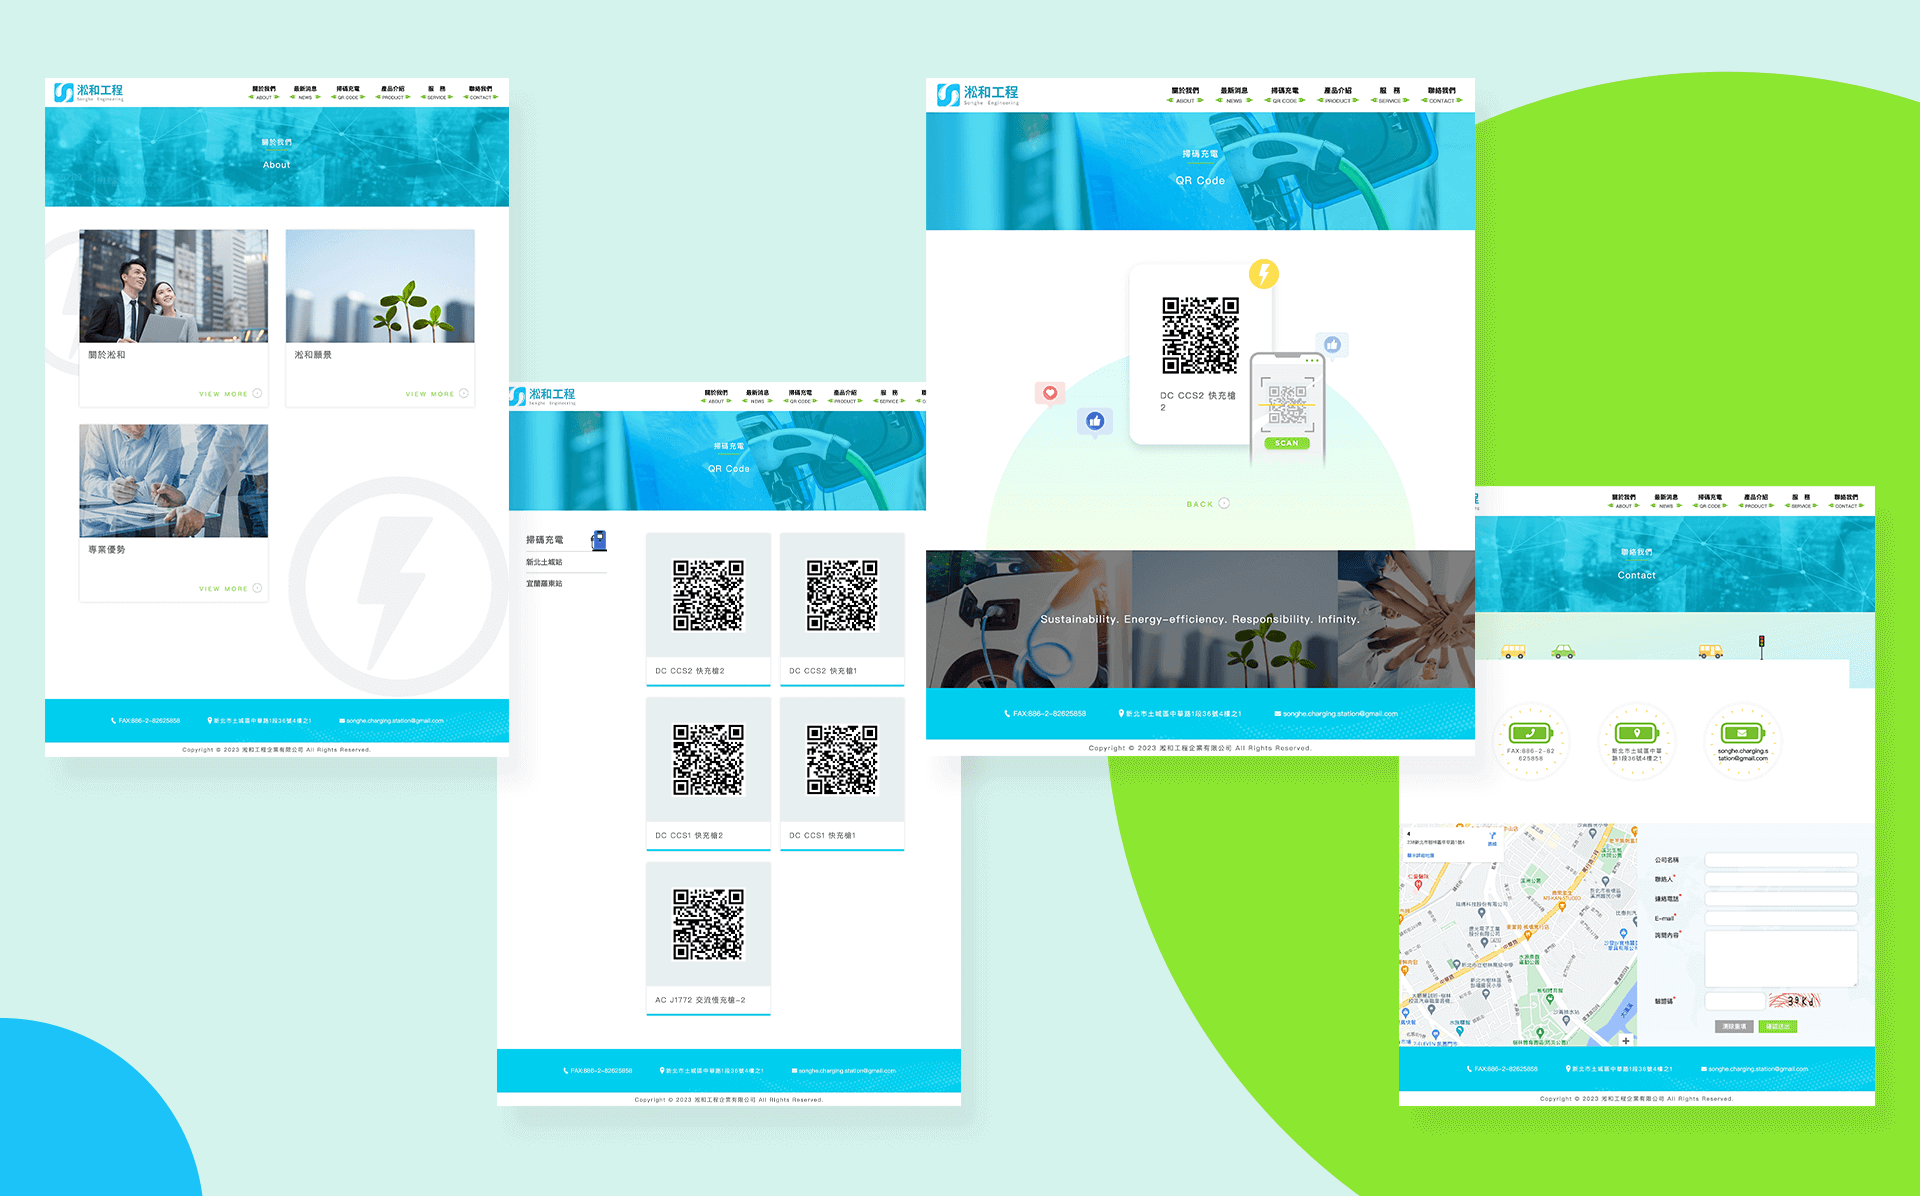 淞和工程
Songhe Engineering
關於我們
ABOUT
最新消息
NEWS
掃碼充電
QR CODE
產品介紹
PRODUCT
服 務
SERVICE
聯絡我們
CONTACT
關於我們
About
關於淞和
VIEW MORE
淞和願景
VIEW MORE
專業優勢
VIEW MORE
FAX:886-2-82625858
新北市土城區中華路1段36號4樓之1
songhe.charging.station@gmail.com
Copyright © 2023 淞和工程企業有限公司 All Rights Reserved.
淞和工程
Songhe Engineering
關於我們
ABOUT
最新消息
NEWS
掃碼充電
QR CODE
產品介紹
PRODUCT
服 務
SERVICE
掃碼充電
QR Code
掃碼充電
新北土城站
宜蘭羅東站
DC CCS2 快充槍2
DC CCS2 快充槍1
DC CCS1 快充槍2
DC CCS1 快充槍1
AC J1772 交流慢充槍-2
FAX:886-2-82625858
新北市土城區中華路1段36號4樓之1
songhe.charging.station@gmail.com
Copyright © 2023 淞和工程企業有限公司 All Rights Reserved.
淞和工程
Songhe Engineering
關於我們
ABOUT
最新消息
NEWS
掃碼充電
QR CODE
產品介紹
PRODUCT
服 務
SERVICE
聯絡我們
CONTACT
掃碼充電
QR Code
DC CCS2 快充槍
2
SCAN
BACK
Sustainability. Energy-efficiency. Responsibility. Infinity.
FAX:886-2-82625858
新北市土城區中華路1段36號4樓之1
songhe.charging.station@gmail.com
Copyright © 2023 淞和工程企業有限公司 All Rights Reserved.
關於我們
ABOUT
最新消息
NEWS
掃碼充電
QR CODE
產品介紹
PRODUCT
服 務
SERVICE
聯絡我們
CONTACT
聯絡我們
Contact
FAX:886-2-82
625858
新北市土城區中華
路1段36號4樓之1
songhe.charging.s
tation@gmail.com
公司名稱
聯絡人*
連絡電話*
E-mail*
詢問內容*
驗證碼*
清除重填
確認送出
FAX:886-2-82625858
新北市土城區中華路1段36號4樓之1
songhe.charging.station@gmail.com
Copyright © 2023 淞和工程企業有限公司 All Rights Reserved.